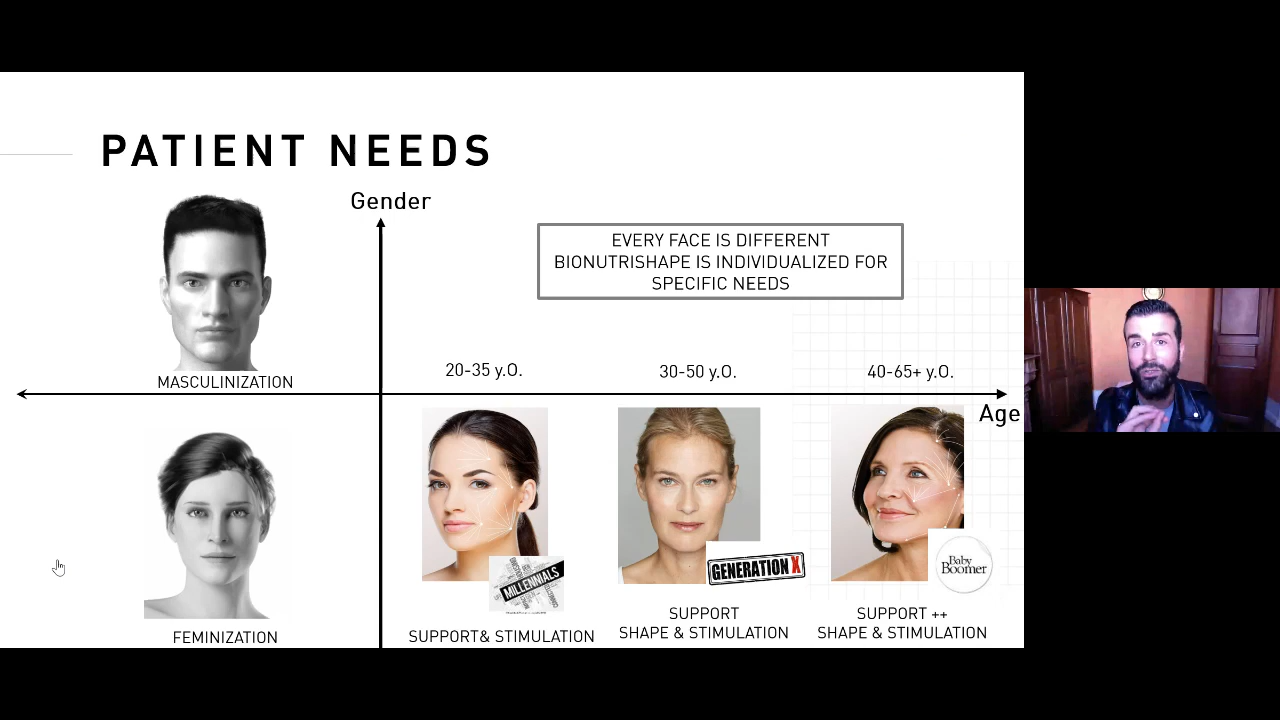 PATIENT NEEDS
Gender
EVERY FACE IS DIFFERENT
BIONUTRISHAPE IS INDIVIDUALIZED FOR
SPECIFIC NEEDS
MASCULINIZATION
20-35 y.O.
30-50 y.O.
40-65+ y.O.
Age
MILLENNIALS
GENERATION X
Baby
Boomer
FEMINIZATION
SUPPORT& STIMULATION
SUPPORT
SHAPE & STIMULATION
SUPPORT ++
SHAPE & STIMULATION